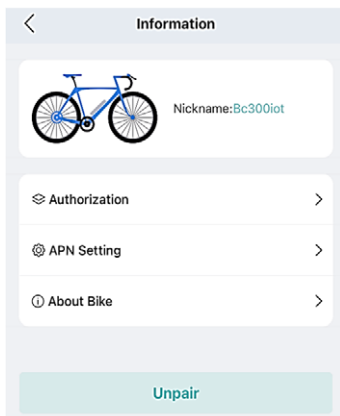 Information
Nickname:Bc300iot
Authorization
APN Setting
About Bike
Unpair